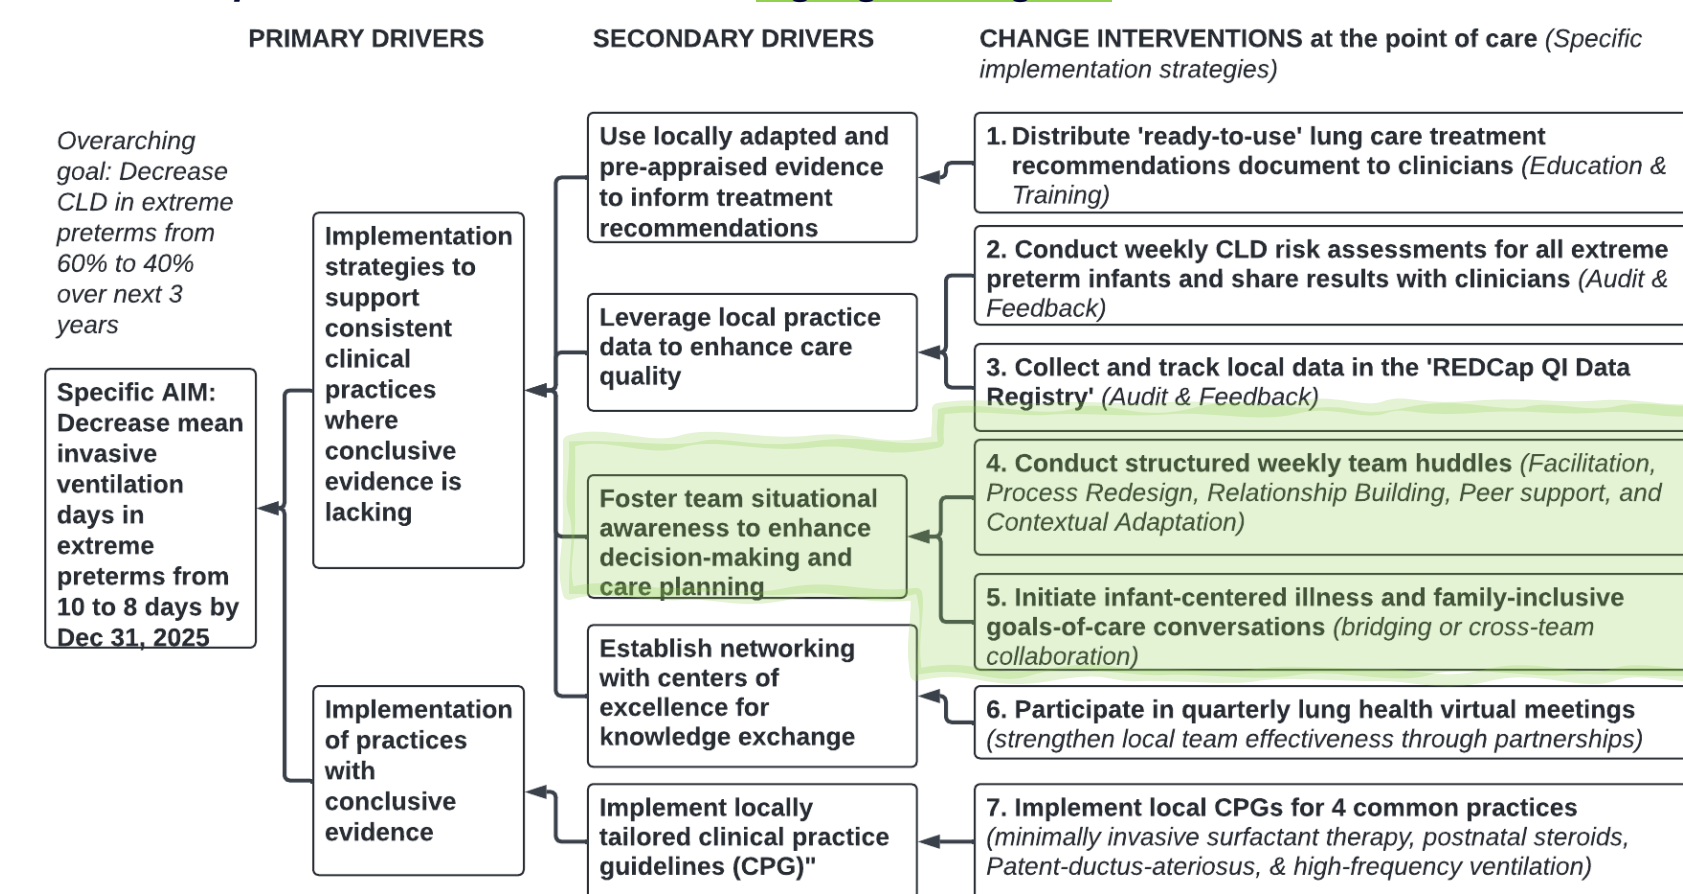 PRIMARY DRIVERS
SECONDARY DRIVERS
CHANGE INTERVENTIONS at the point of care (Specific
implementation strategies)
Overarching
goal: Decrease
CLD in extreme
preterms from
60% to 40%
over next 3
years
Specific AIM:
Decrease mean
invasive
ventilation
days in
extreme
preterms from
10 to 8 days by
Dec 31, 2025
Implementation
strategies to
support
consistent
clinical
practices
where
conclusive
evidence is
lacking
Implementation
of practices
with
conclusive
evidence
Use locally adapted and
pre-appraised evidence
to inform treatment
recommendations
Leverage local practice
data to enhance care
quality
Foster team situational
awareness to enhance
decision-making and
care planning
Establish networking
with centers of
excellence for
knowledge exchange
Implement locally
tailored clinical practice
guidelines (CPG)"
1. Distribute 'ready-to-use' lung care treatment
recommendations document to clinicians (Education &
Training)
2. Conduct weekly CLD risk assessments for all extreme
preterm infants and share results with clinicians (Audit &
Feedback)
3. Collect and track local data in the 'REDCap QI Data
Registry' (Audit & Feedback)
4. Conduct structured weekly team huddles (Facilitation,
Process Redesign, Relationship Building, Peer support, and
Contextual Adaptation)
5. Initiate infant-centered illness and family-inclusive
goals-of-care conversations (bridging or cross-team
collaboration)
6. Participate in quarterly lung health virtual meetings
(strengthen local team effectiveness through partnerships)
7. Implement local CPGs for 4 common practices
(minimally invasive surfactant therapy, postnatal steroids,
Patent-ductus-ateriosus, & high-frequency ventilation)